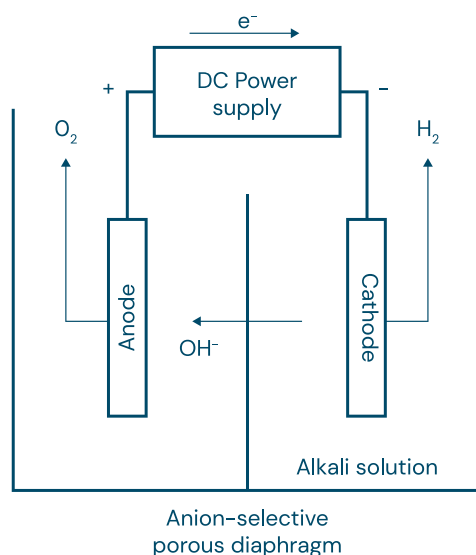 e⁻
DC Power
supply
+
-
O₂
H₂
Anode
Cathode
OH⁻
Alkali solution
Anion-selective
porous diaphragm